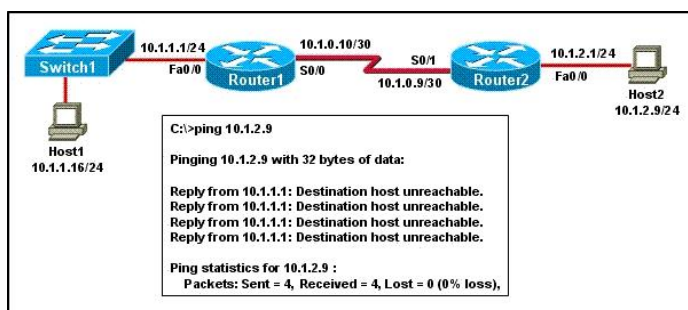 10.1.1.1/24
10.1.0.10/30
S0/1
10.1.2.1/24
Switch1
Fa0/0
Router1
S0/0
10.1.0.9/30
Router2
Fa0/0
Host2
10.1.2.9/24
Host1
10.1.1.16/24
C:\>ping 10.1.2.9
Pinging 10.1.2.9 with 32 bytes of data:
Reply from 10.1.1.1: Destination host unreachable.
Reply from 10.1.1.1: Destination host unreachable.
Reply from 10.1.1.1: Destination host unreachable.
Reply from 10.1.1.1: Destination host unreachable.
Ping statistics for 10.1.2.9 :
Packets: Sent = 4, Received = 4, Lost = 0 (0% loss),